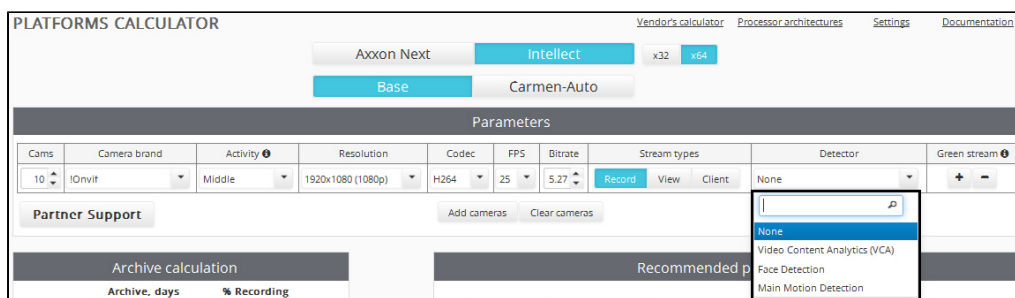 PLATFORMS CALCULATOR
Vendor's calculator Processor architectures Settings Documentation
Axxon Next Intellect x32 x64
Base Carmen-Auto
Parameters
Cams Camera brand Activity Resolution Codec FPS Bitrate Stream types Detector Green stream
10 !Onvif Middle 1920x1080 (1080p) H264 25 5.27 Record View Client None + -
Partner Support Add cameras Clear cameras
None
Video Content Analytics (VCA)
Archive calculation Recommended p Face Detection
Archive, days % Recording Main Motion Detection